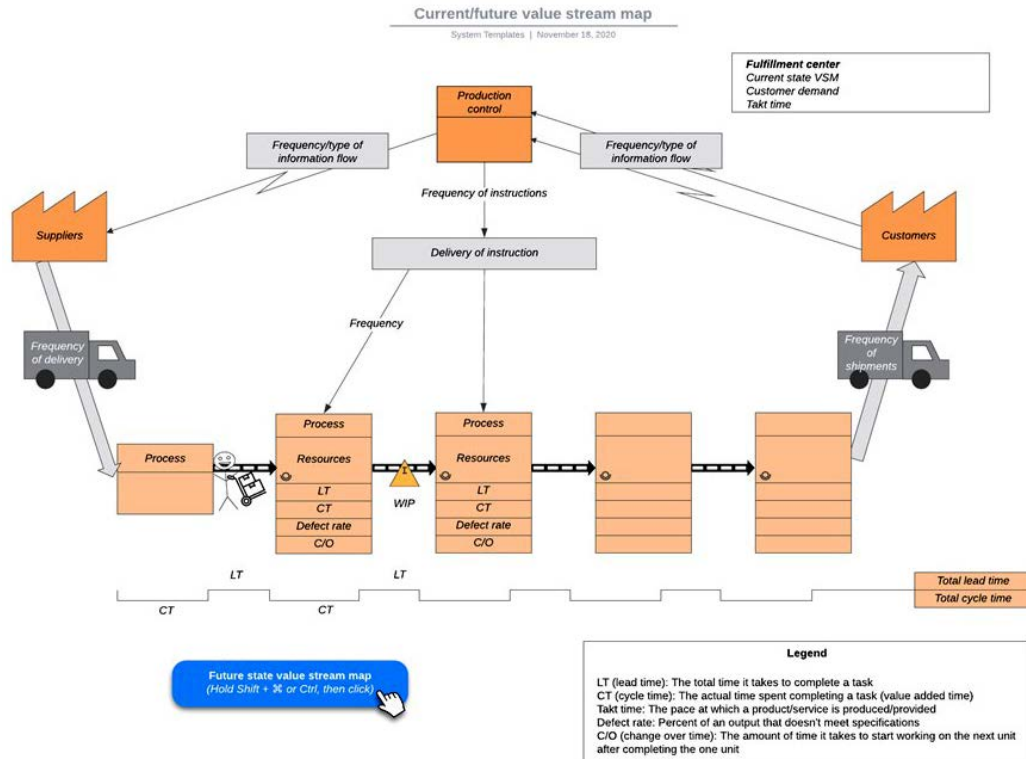 Current/future value stream map
System Templates | November 18, 2020
Fulfillment center
Current state VSM
Customer demand
Takt time
Production
control
Frequency/type of
information flow
Frequency/type of
information flow
Frequency of instructions
Suppliers
Customers
Delivery of instruction
Frequency
Frequency
of delivery
Frequency
of
shipments
Process
Process
Resources
LT
CT
Defect rate
C/O
I
WIP
Process
Resources
LT
CT
Defect rate
C/O
LT
LT
CT
CT
Total lead time
Total cycle time
Future state value stream map
(Hold Shift + ⌘ or Ctrl, then click)
Legend
LT (lead time): The total time it takes to complete a task
CT (cycle time): The actual time spent completing a task (value added time)
Takt time: The pace at which a product/service is produced/provided
Defect rate: Percent of an output that doesn't meet specifications
C/O (change over time): The amount of time it takes to start working on the next unit
after completing the one unit